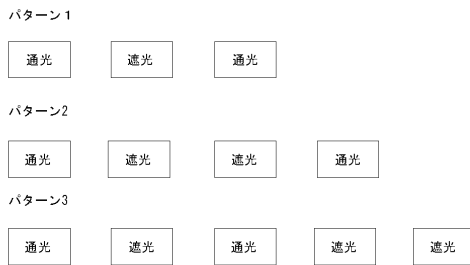 パターン１
通光 遮光 通光
パターン2
通光 遮光 遮光 通光
パターン3
通光 遮光 通光 遮光 遮光